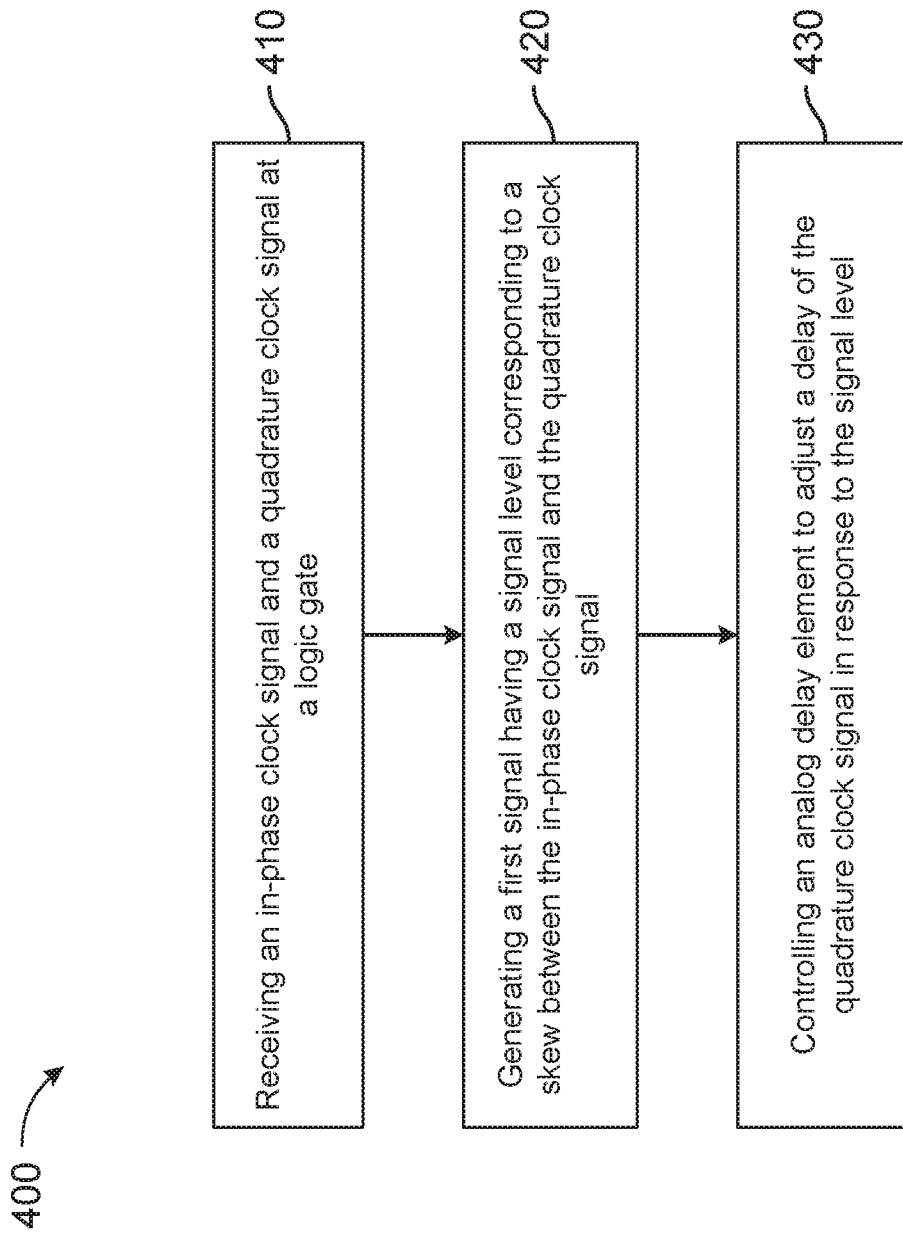 400
Receiving an in-phase clock signal and a quadrature clock signal at
a logic gate
410
Generating a first signal having a signal level corresponding to a
skew between the in-phase clock signal and the quadrature clock
signal
420
Controlling an analog delay element to adjust a delay of the
quadrature clock signal in response to the signal level
430